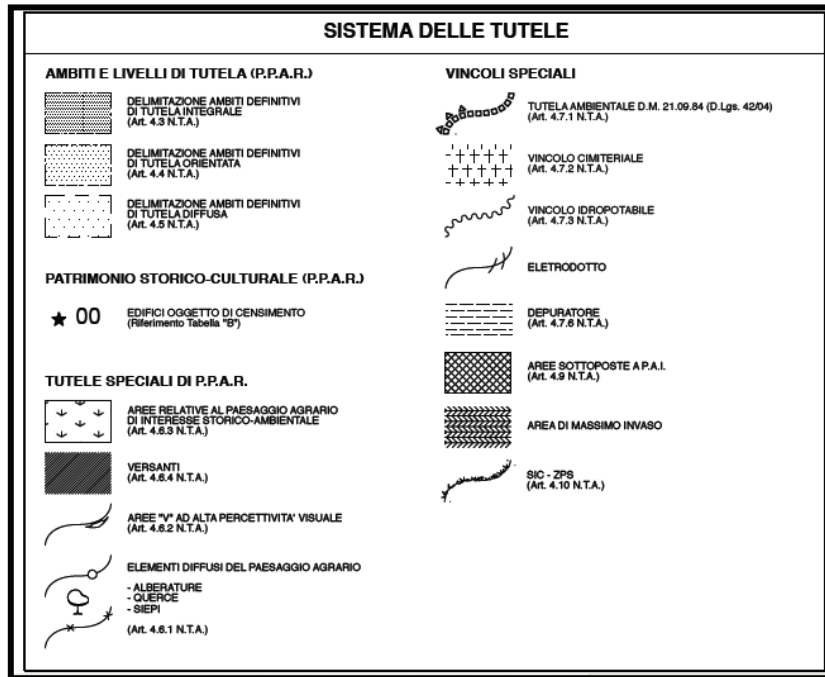 SISTEMA DELLE TUTELE
AMBITI E LIVELLI DI TUTELA (P.P.A.R.)
DELIMITAZIONE AMBITI DEFINITIVI
DI TUTELA INTEGRALE
(Art. 4.3 N.T.A.)
DELIMITAZIONE AMBITI DEFINITIVI
DI TUTELA ORIENTATA
(Art. 4.4 N.T.A.)
DELIMITAZIONE AMBITI DEFINITIVI
DI TUTELA DIFFUSA
(Art. 4.5 N.T.A.)
PATRIMONIO STORICO-CULTURALE (P.P.A.R.)
★ 00
EDIFICI OGGETTO DI CENSIMENTO
(Riferimento Tabella "B")
TUTELE SPECIALI DI P.P.A.R.
AREE RELATIVE AL PAESAGGIO AGRARIO
DI INTERESSE STORICO-AMBIENTALE
(Art. 4.6.3 N.T.A.)
VERSANTI
(Art. 4.6.4 N.T.A.)
AREE "V" AD ALTA PERCETTIVITA' VISUALE
(Art. 4.6.2 N.T.A.)
ELEMENTI DIFFUSI DEL PAESAGGIO AGRARIO
- ALBERATURE
- QUERCE
- SIEPI
(Art. 4.6.1 N.T.A.)
VINCOLI SPECIALI
TUTELA AMBIENTALE D.M. 21.09.84 (D.Lgs. 42/04)
(Art. 4.7.1 N.T.A.)
VINCOLO CIMITERIALE
(Art. 4.7.2 N.T.A.)
VINCOLO IDROPOTABILE
(Art. 4.7.3 N.T.A.)
ELETRODOTTO
DEPURATORE
(Art. 4.7.6 N.T.A.)
AREE SOTTOPOSTE A P.A.I.
(Art. 4.9 N.T.A.)
AREA DI MASSIMO INVASO
SIC - ZPS
(Art. 4.10 N.T.A.)